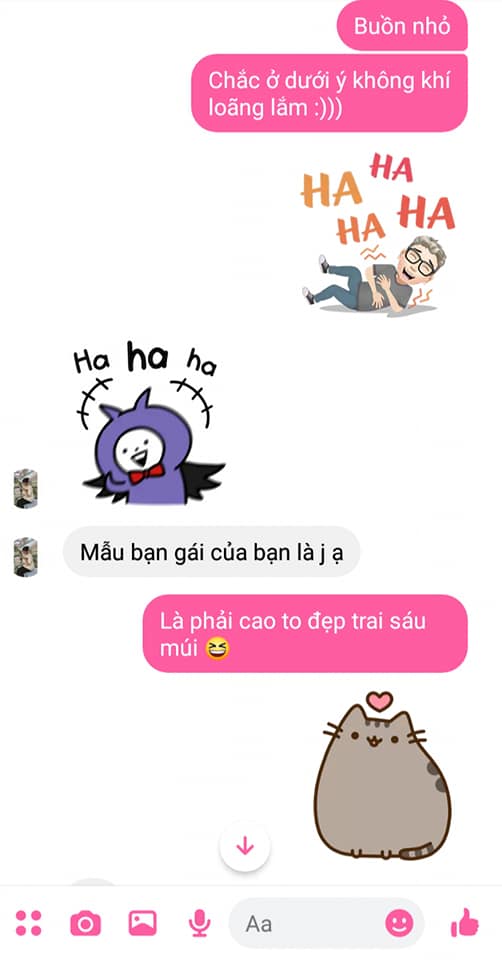 Buồn nhỏ
Chắc ở dưới ý không khí
loãng lắm :)))
HA HA
HA HA
Ha ha ha
Mẫu bạn gái của bạn là j ạ
Là phải cao to đẹp trai sáu
múi 😆
Aa